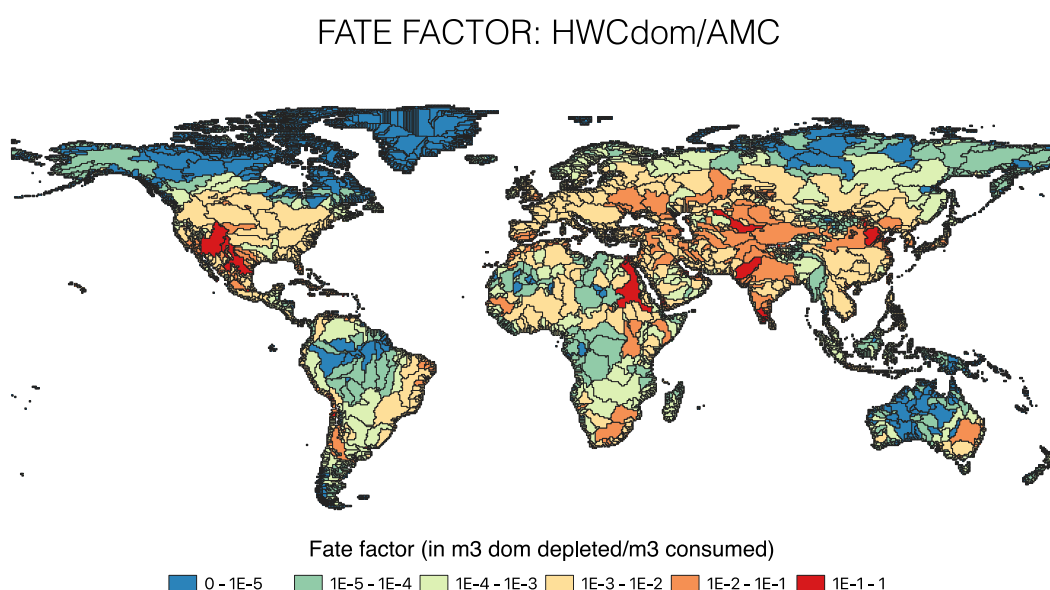 FATE FACTOR: HWCdom/AMC
Fate factor (in m3 dom depleted/m3 consumed)
0 - 1E-5 1E-5 - 1E-4 1E-4 - 1E-3 1E-3 - 1E-2 1E-2 - 1E-1 1E-1 - 1